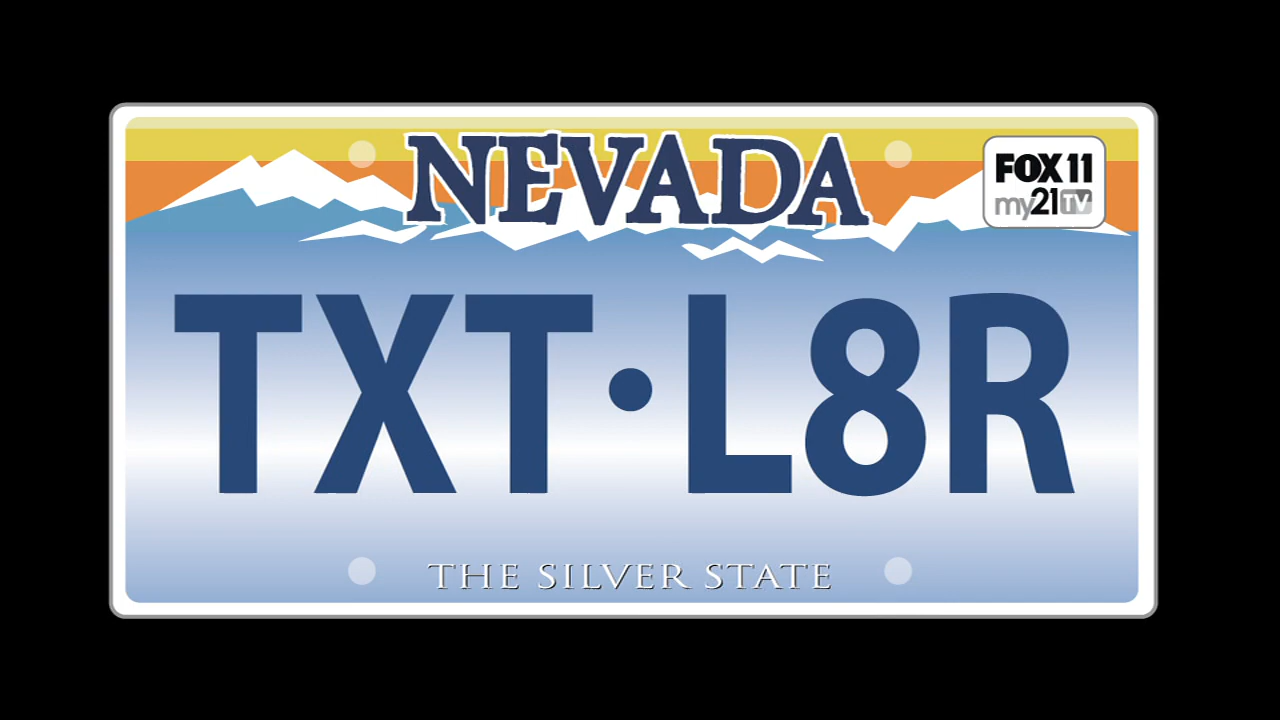 NEVADA
FOX 11
my21TV
TXT·L8R
THE SILVER STATE